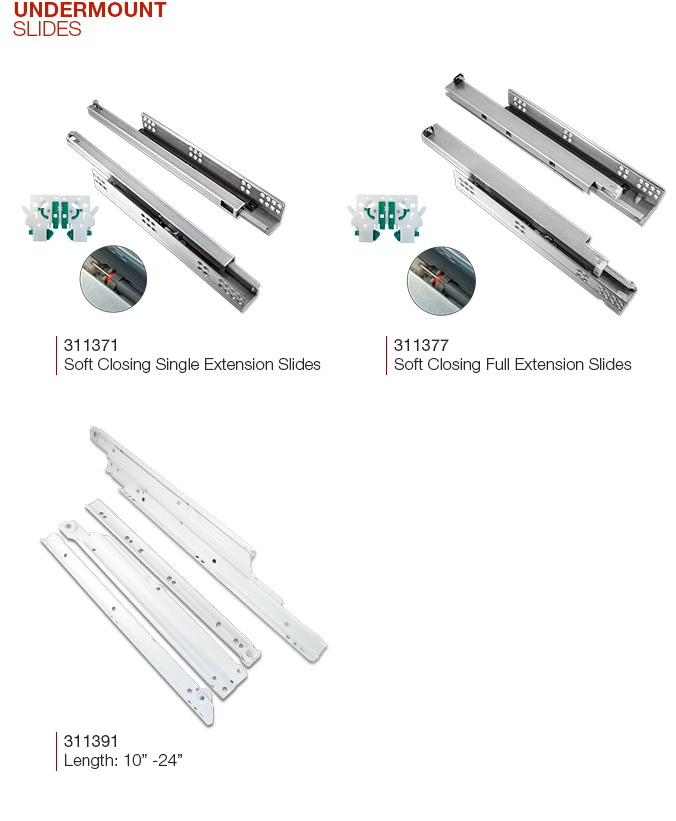 UNDERMOUNT
SLIDES
311371
Soft Closing Single Extension Slides
311377
Soft Closing Full Extension Slides
311391
Length: 10” -24”